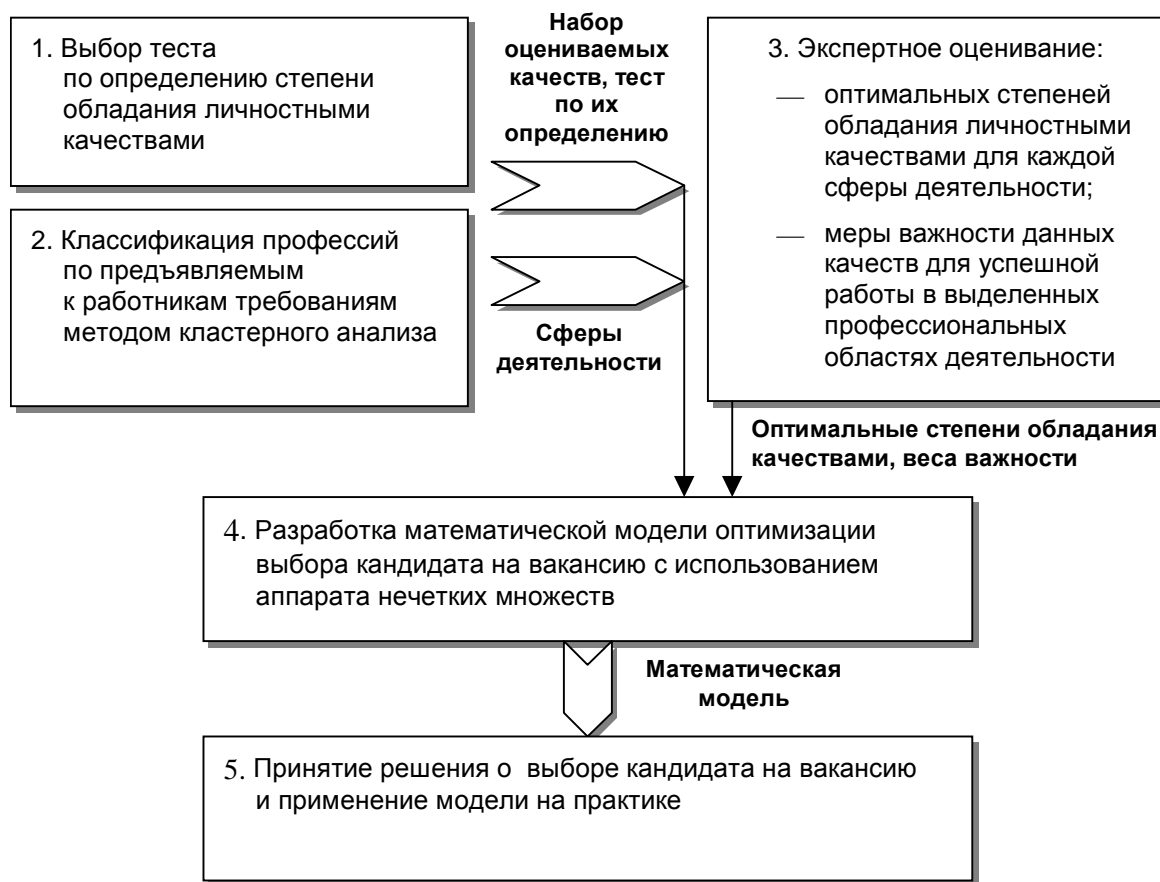 1. Выбор теста
по определению степени
обладания личностными
качествами
Набор
оцениваемых
качеств, тест
по их
определению
2. Классификация профессий
по предъявляемым
к работникам требованиям
методом кластерного анализа
Сферы
деятельности
3. Экспертное оценивание:
— оптимальных степеней
обладания личностными
качествами для каждой
сферы деятельности;
— меры важности данных
качеств для успешной
работы в выделенных
профессиональных
областях деятельности
Оптимальные степени обладания
качествами, веса важности
4. Разработка математической модели оптимизации
выбора кандидата на вакансию с использованием
аппарата нечетких множеств
Математическая
модель
5. Принятие решения о выборе кандидата на вакансию
и применение модели на практике